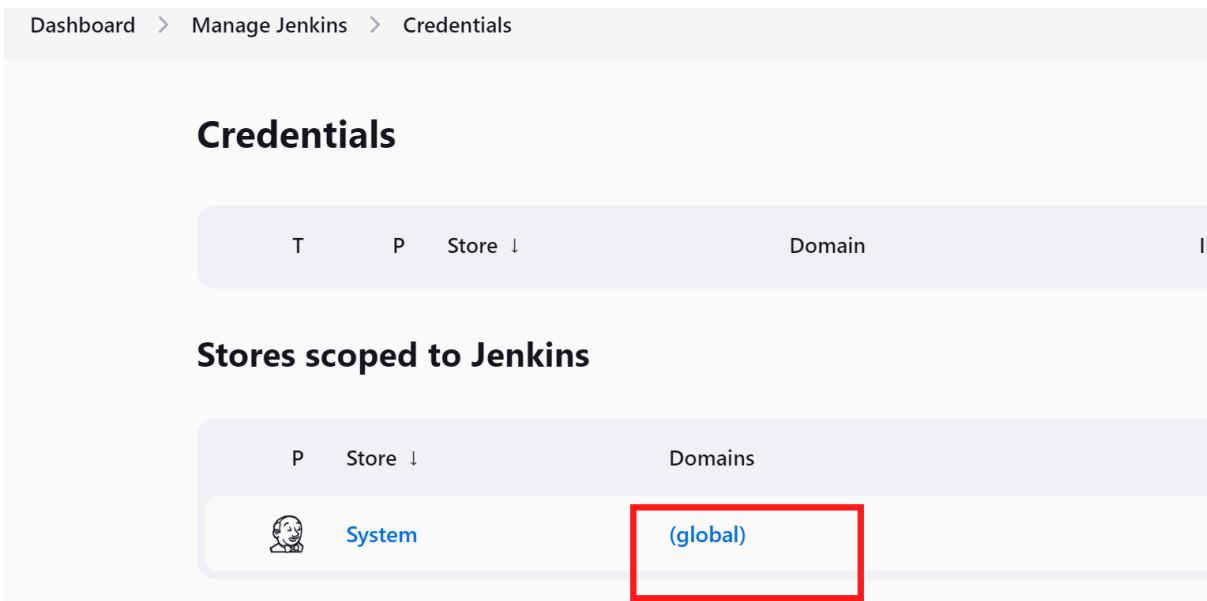 Dashboard > Manage Jenkins > Credentials
Credentials
T P Store ↓ Domain I
Stores scoped to Jenkins
P Store ↓ Domains
System (global)